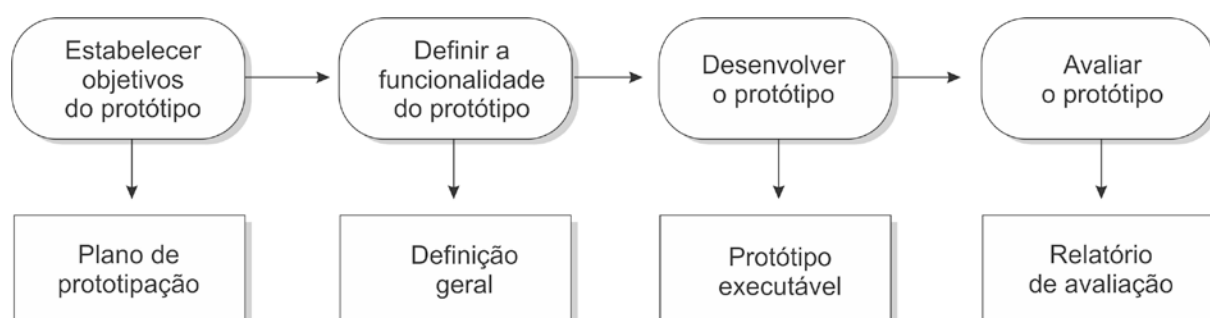 Estabelecer
objetivos
do protótipo
Definir a
funcionalidade
do protótipo
Desenvolver
o protótipo
Avaliar
o protótipo
Plano de
prototipação
Definição
geral
Protótipo
executável
Relatório
de avaliação